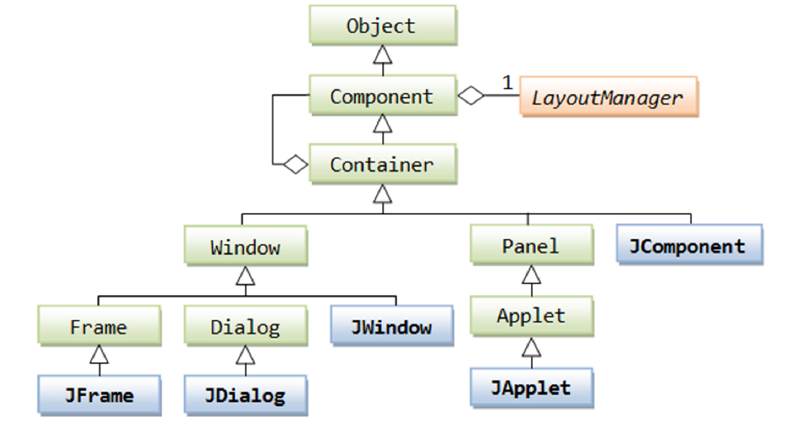 Object
1
Component
LayoutManager
Container
Window
Panel
JComponent
Frame
Dialog
JWindow
Applet
JFrame
JDialog
JApplet